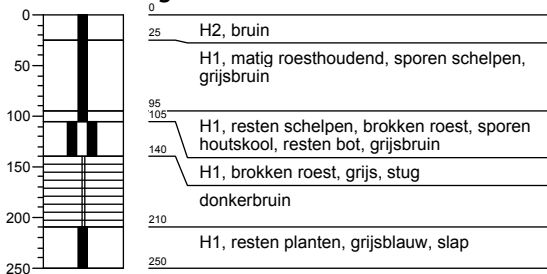 0
0
25
H2, bruin
50
H1, matig roesthoudend, sporen schelpen,
grijsbruin
95
100
105
H1, resten schelpen, brokken roest, sporen
houtskool, resten bot, grijsbruin
140
150
H1, brokken roest, grijs, stug
donkerbruin
200
210
H1, resten planten, grijsblauw, slap
250
250